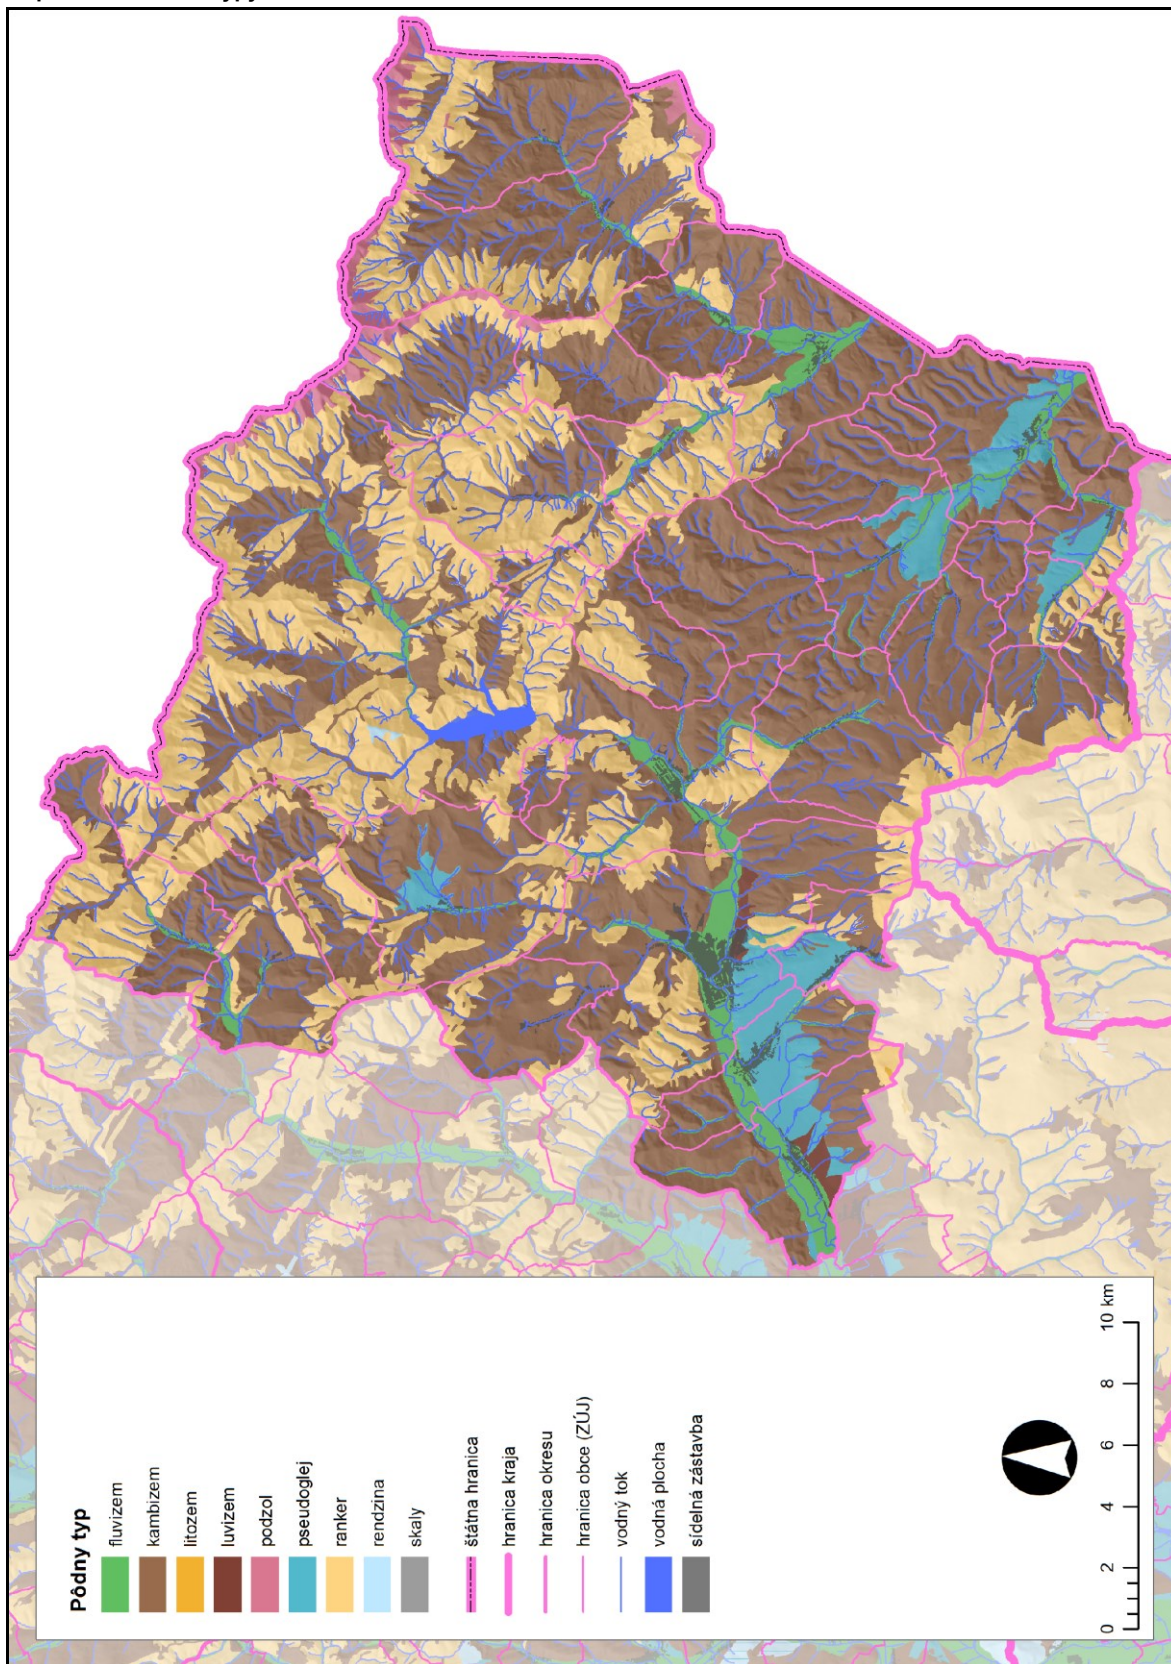 Pôdny typ
fluvizem
kambizem
litozem
luvizem
podzol
pseudoglej
ranker
rendzina
skaly
štátna hranica
hranica kraja
hranica okresu
hranica obce (ZÚJ)
vodný tok
vodná plocha
sídelná zástavba
0 2 4 6 8 10 km